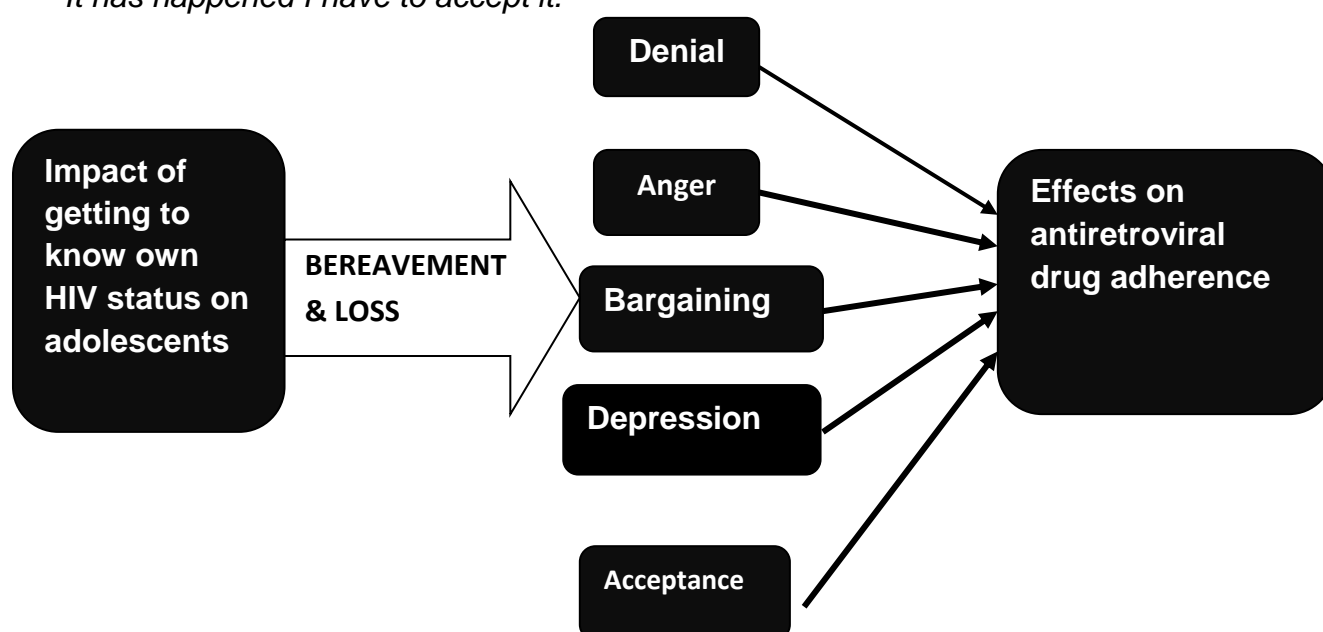 It has happened I have to accept it.
Denial
Impact of
getting to
know own
HIV status on
adolescents
BEREAVEMENT
& LOSS
Anger
Bargaining
Depression
Acceptance
Effects on
antiretroviral
drug adherence